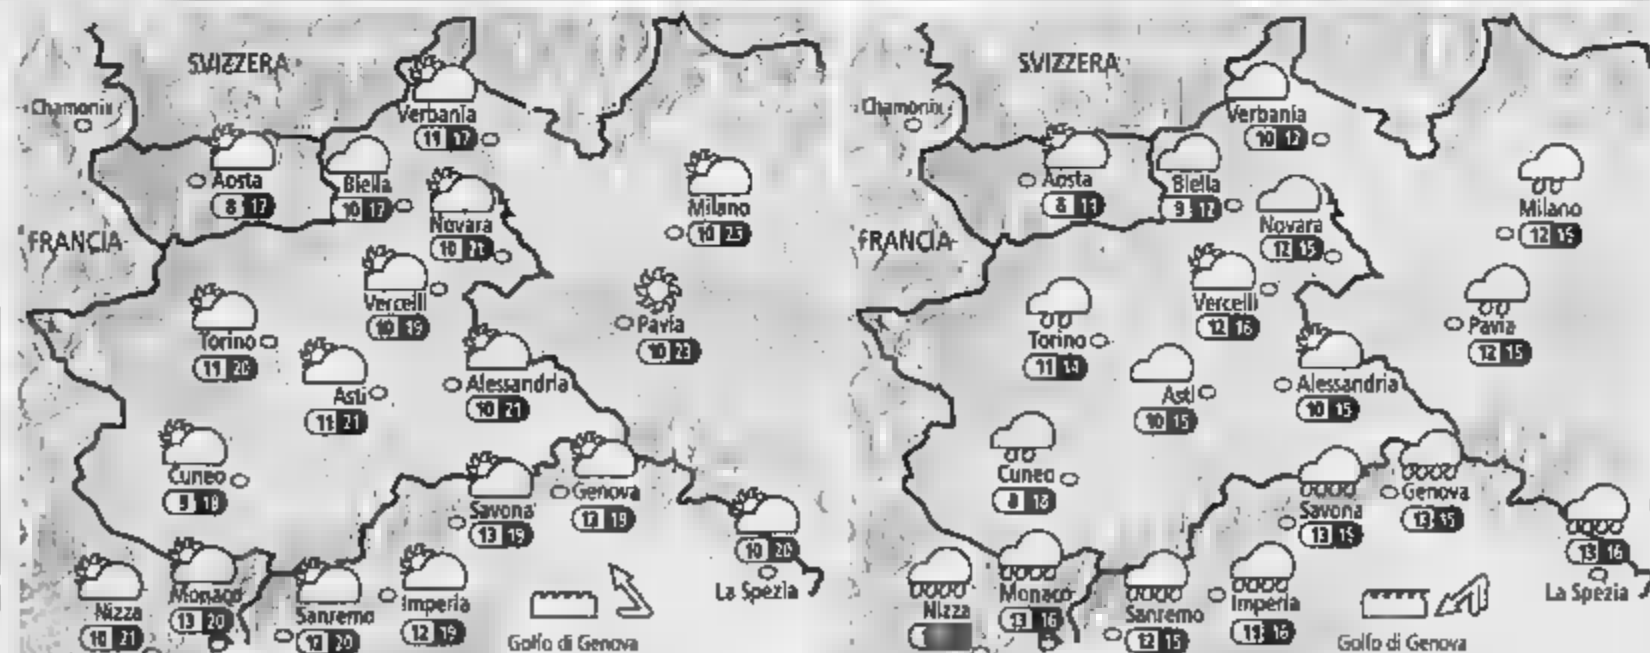 SVIZZERA
Chamonix
Verbania
11 17
Aosta
8 17
Biella
10 17
Novara
10 21
Milano
10 23
FRANCIA
Vercelli
10 19
Torino
11 20
Pavia
10 23
Asti
11 21
Alessandria
10 21
Cuneo
9 18
Savona
13 19
Genova
13 19
10 20
La Spezia
Nizza
10 21
Monaco
13 20
Sanremo
12 20
Imperia
12 19
Golfo di Genova
SVIZZERA
Chamonix
Verbania
10 12
Aosta
8
Biella
9 12
Novara
12 15
Milano
12 15
FRANCIA
Vercelli
12 16
Torino
11 14
Pavia
12 15
Asti
10 15
Alessandria
10 15
Cuneo
8 13
Savona
13 15
Genova
13 15
13 16
La Spezia
Nizza
Monaco
13 16
Sanremo
12 15
Imperia
13 16
Golfo di Genova